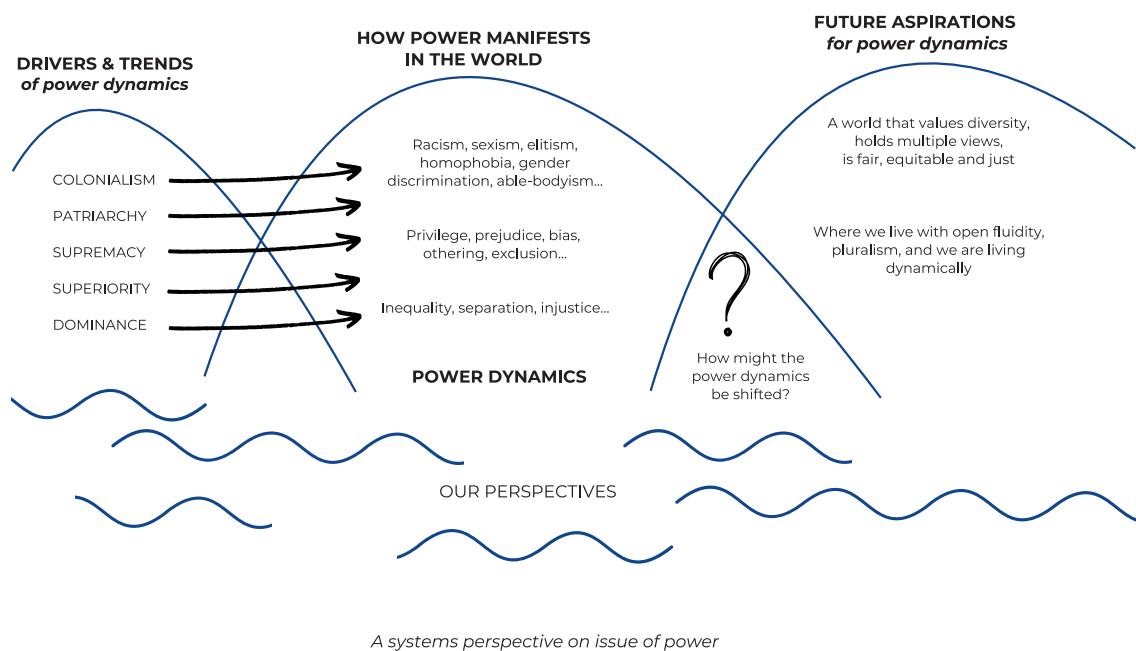 DRIVERS & TRENDS
of power dynamics
COLONIALISM
PATRIARCHY
SUPREMACY
SUPERIORITY
DOMINANCE
HOW POWER MANIFESTS
IN THE WORLD
Racism, sexism, elitism,
homophobia, gender
discrimination, able-bodyism...
Privilege, prejudice, bias,
othering, exclusion...
Inequality, separation, injustice...
POWER DYNAMICS
FUTURE ASPIRATIONS
for power dynamics
A world that values diversity,
holds multiple views,
is fair, equitable and just
Where we live with open fluidity,
pluralism, and we are living
dynamically
?
How might the
power dynamics
be shifted?
OUR PERSPECTIVES
A systems perspective on issue of power